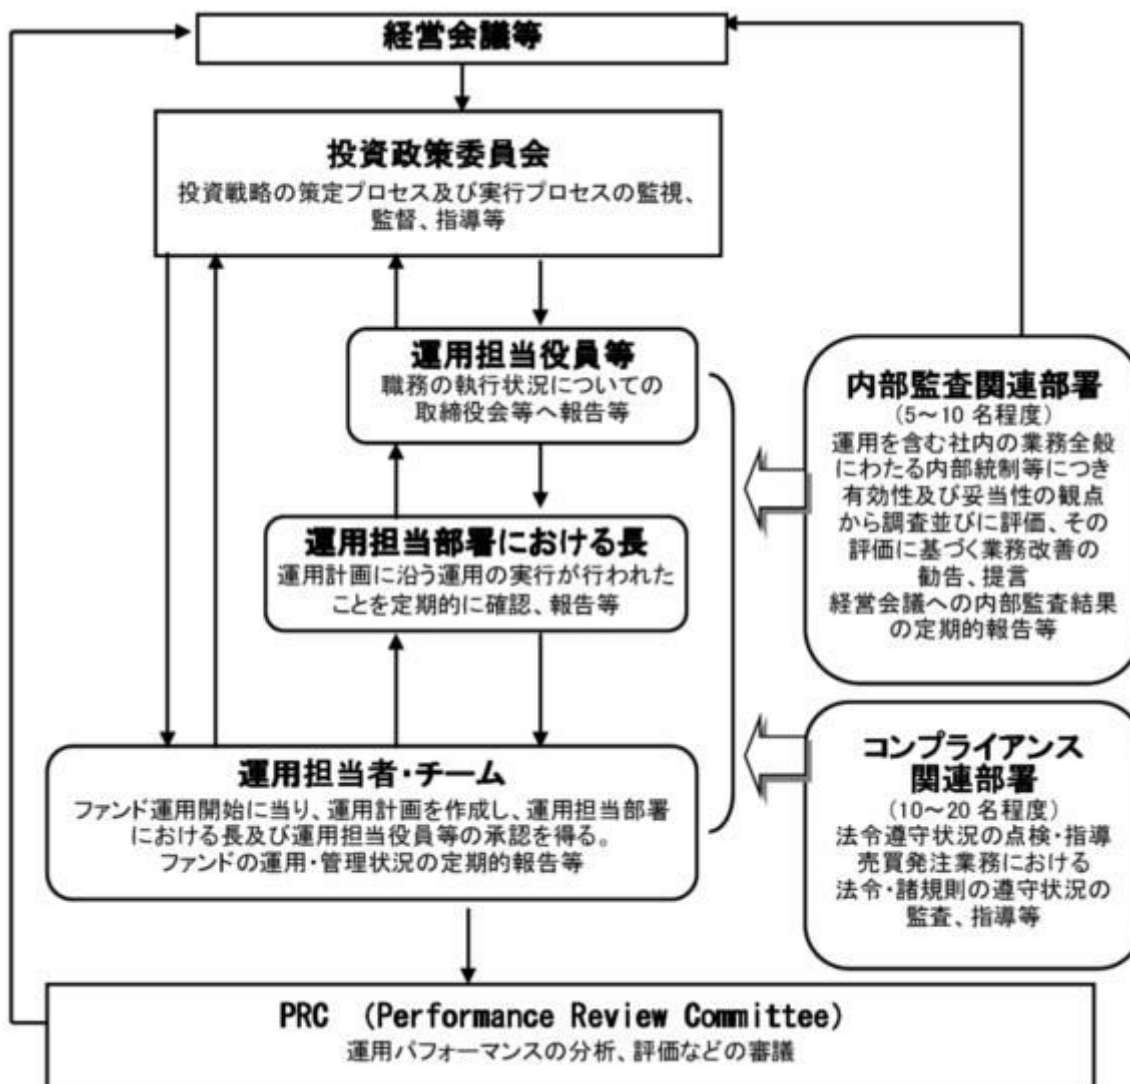 経営会議等
投資政策委員会
投資戦略の策定プロセス及び実行プロセスの監視、
監督、指導等
運用担当役員等
職務の執行状況についての
取締役会等へ報告等
運用担当部署における長
運用計画に沿う運用の実行が行われた
ことを定期的に確認、報告等
運用担当者・チーム
ファンド運用開始に当り、運用計画を作成し、運用担当部署
における長及び運用担当役員等の承認を得る。
ファンドの運用・管理状況の定期的報告等
内部監査関連部署
(5～10 名程度)
運用を含む社内の業務全般
にわたる内部統制等につき
有効性及び妥当性の観点
から調査並びに評価、その
評価に基づく業務改善の
勧告、提言
経営会議への内部監査結果
の定期的報告等
コンプライアンス
関連部署
(10～20 名程度)
法令遵守状況の点検・指導
売買発注業務における
法令・諸規則の遵守状況の
監査、指導等
PRC (Performance Review Committee)
運用パフォーマンスの分析、評価などの審議